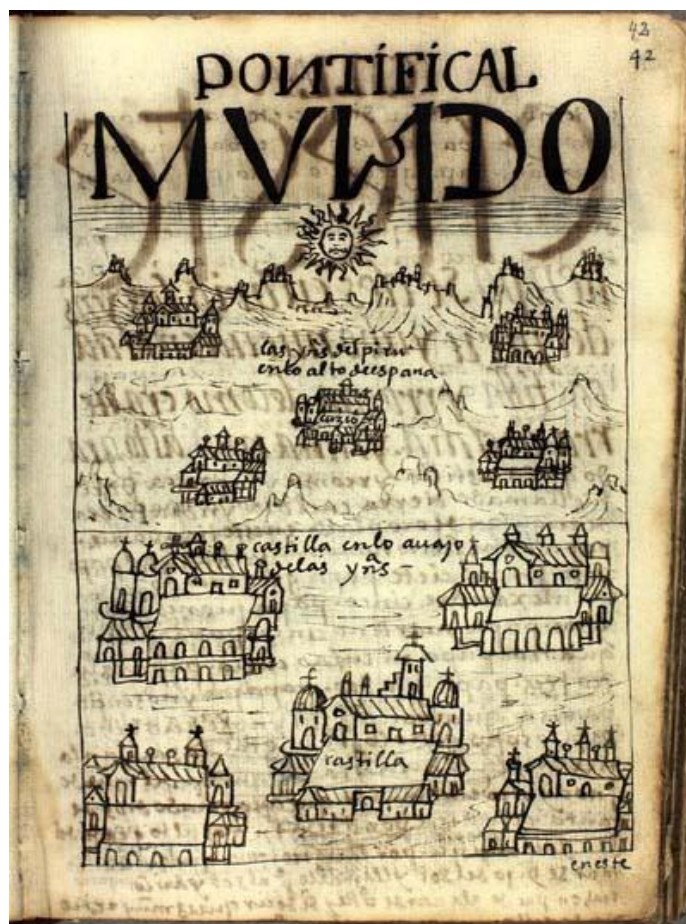 42
42
PONTIFICAL
MVNDO
las yns del piru
en lo alto de españa
cuzco
castilla en lo auajo
de las yns
castilla
en este